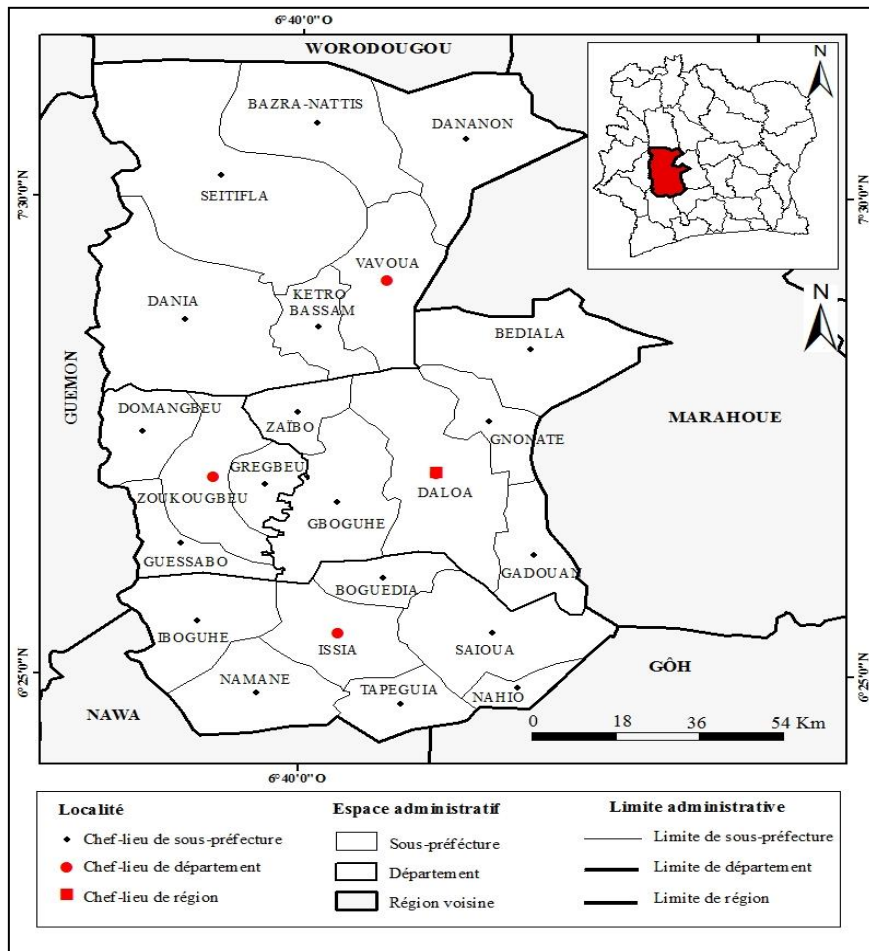 6°40'0"O
WORODOUGOU
N
BAZRA-NATTIS
DANANON
SEITIFLA
7°30'0"N
7°30'0"N
VAVOUA
KETRO
BASSAM
DANIA
N
BEDIALA
GUEMON
DOMANGBEU
ZAÏBO
MARAHOUE
GNONATE
GREGBEU
ZOUKOUGBEU
DALOA
GBOGUHE
GUESSABO
GADOUAN
BOGUEDIA
IBOGUHE
ISSIA
SAIOUA
6°25'0"N
6°25'0"N
NAMANE
TAPEGUIA
NAHIO
GÔH
NAWA
0 18 36 54 Km
6°40'0"O
Localité
Chef-lieu de sous-préfecture
Chef-lieu de département
Chef-lieu de région
Espace administratif
Sous-préfécture
Département
Région voisine
Limite administrative
Limite de sous-préfecture
Limite de département
Limite de région